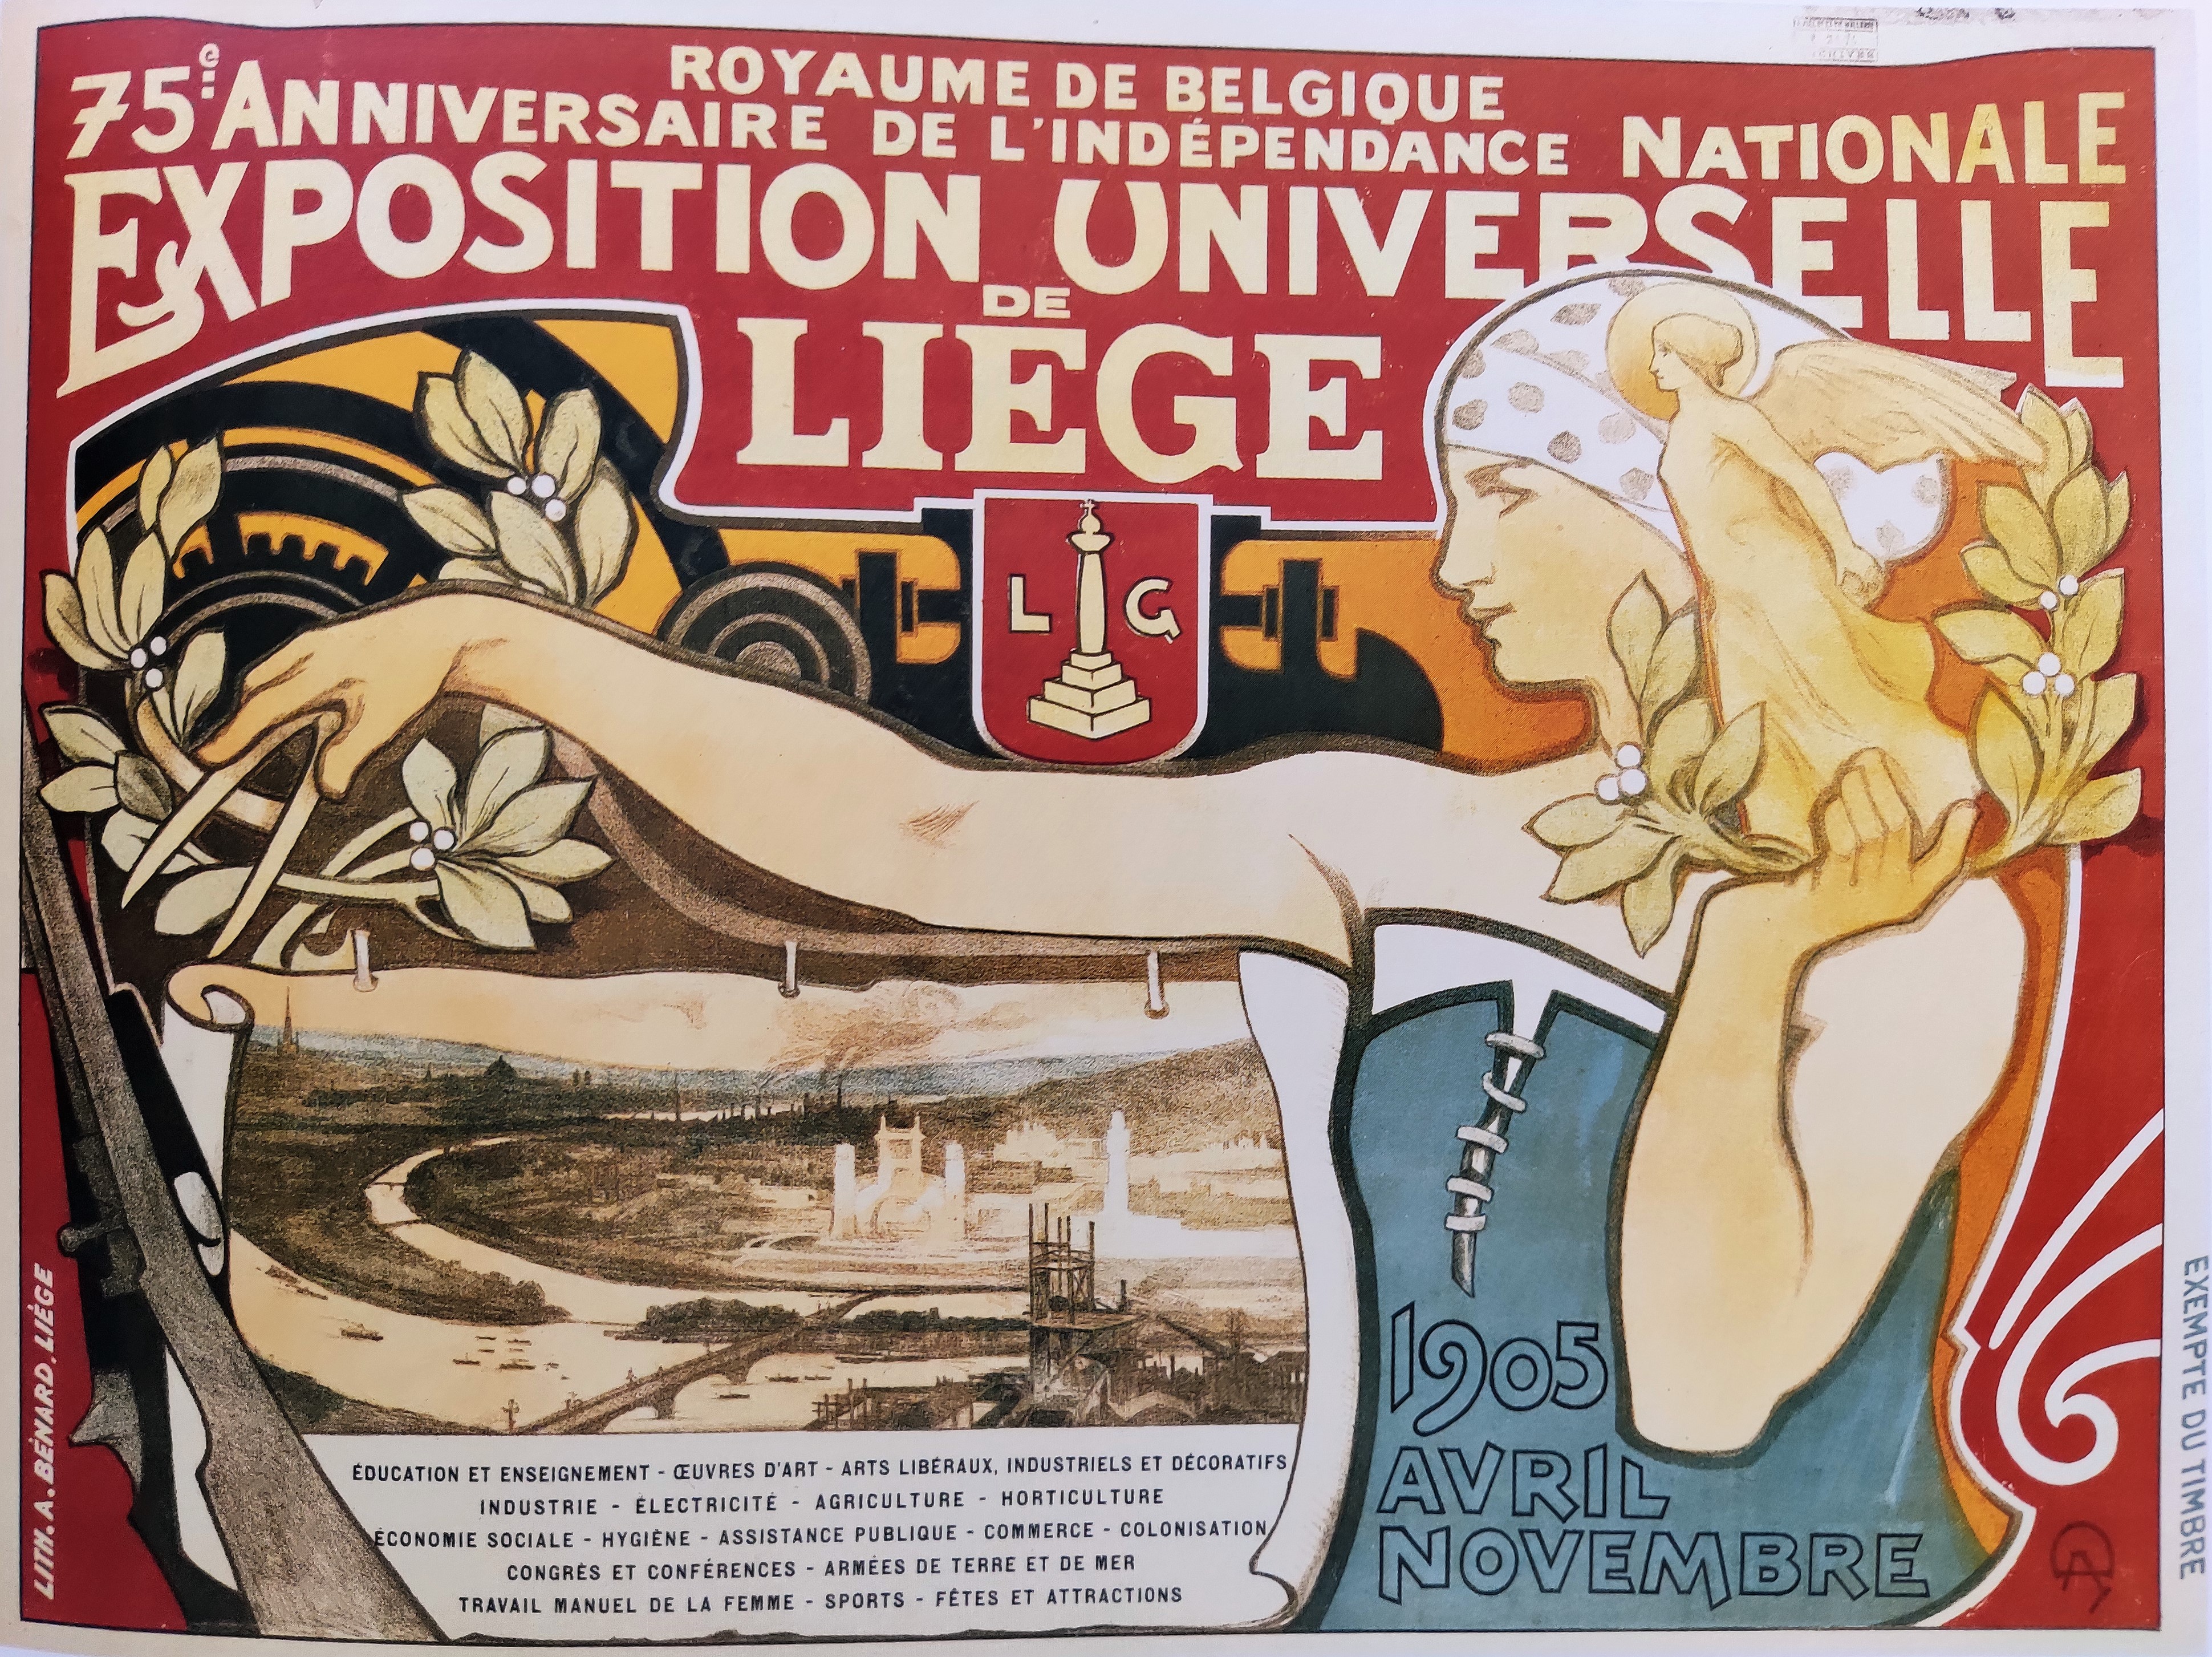 ROYAUME DE BELGIQUE
75e ANNIVERSAIRE DE L'INDÉPENDANCE NATIONALE
EXPOSITION UNIVERSELLE
DE
LIEGE
L G
1905
AVRIL
NOVEMBRE
ÉDUCATION ET ENSEIGNEMENT - ŒUVRES D'ART - ARTS LIBÉRAUX, INDUSTRIELS ET DÉCORATIFS
INDUSTRIE - ÉLECTRICITÉ - AGRICULTURE - HORTICULTURE
ÉCONOMIE SOCIALE - HYGIÈNE - ASSISTANCE PUBLIQUE - COMMERCE - COLONISATION
CONGRÈS ET CONFÉRENCES - ARMÉES DE TERRE ET DE MER
TRAVAIL MANUEL DE LA FEMME - SPORTS - FÊTES ET ATTRACTIONS
LITH. A. BÉNARD, LIÉGE
EXEMPTE DU TIMBRE